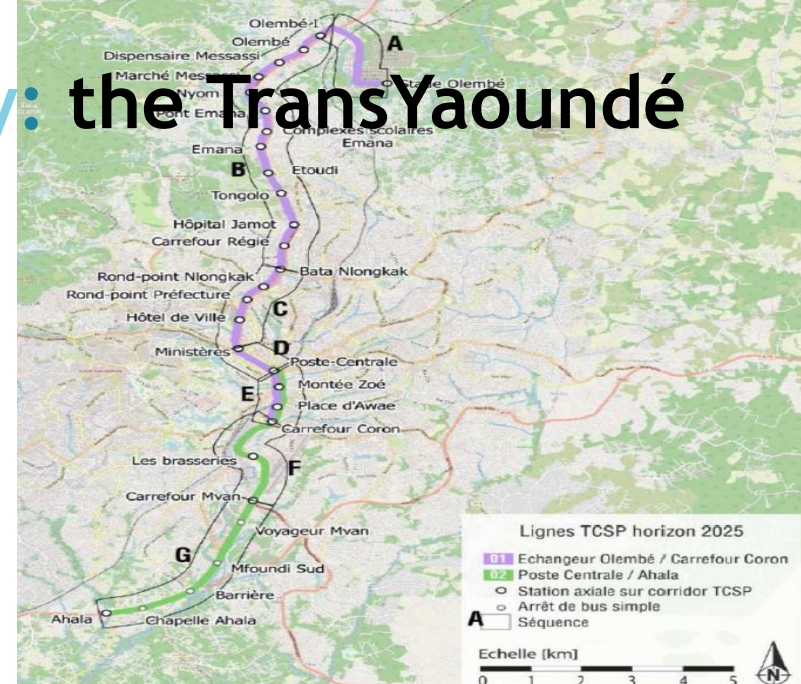 y: the TransYaoundé
Olembé-I
Olembé
Dispensaire Messassi
Marché Messassi
Nyom
Pont Emana
Emana
Tongolo
Hôpital Jamot
Carrefour Régie
Rond-point Nlongkak
Rond-point Préfecture
Hôtel de Ville
Ministères
Les brasseries
Carrefour Mvan
Ahala
A
Stade Olembé
Complexes scolaires
Emana
B
Etoudi
Bata Nlongkak
C
D
Poste-Centrale
E
Montée Zoé
Place d'Awae
Carrefour Coron
F
Voyageur Mvan
G
Mfoundi Sud
Barrière
Chapelle Ahala
Lignes TCSP horizon 2025
01 Echangeur Olembé / Carrefour Coron
02 Poste Centrale / Ahala
Station axiale sur corridor TCSP
Arrêt de bus simple
A Séquence
Echelle [km]
0 1 2 3 4 5
N